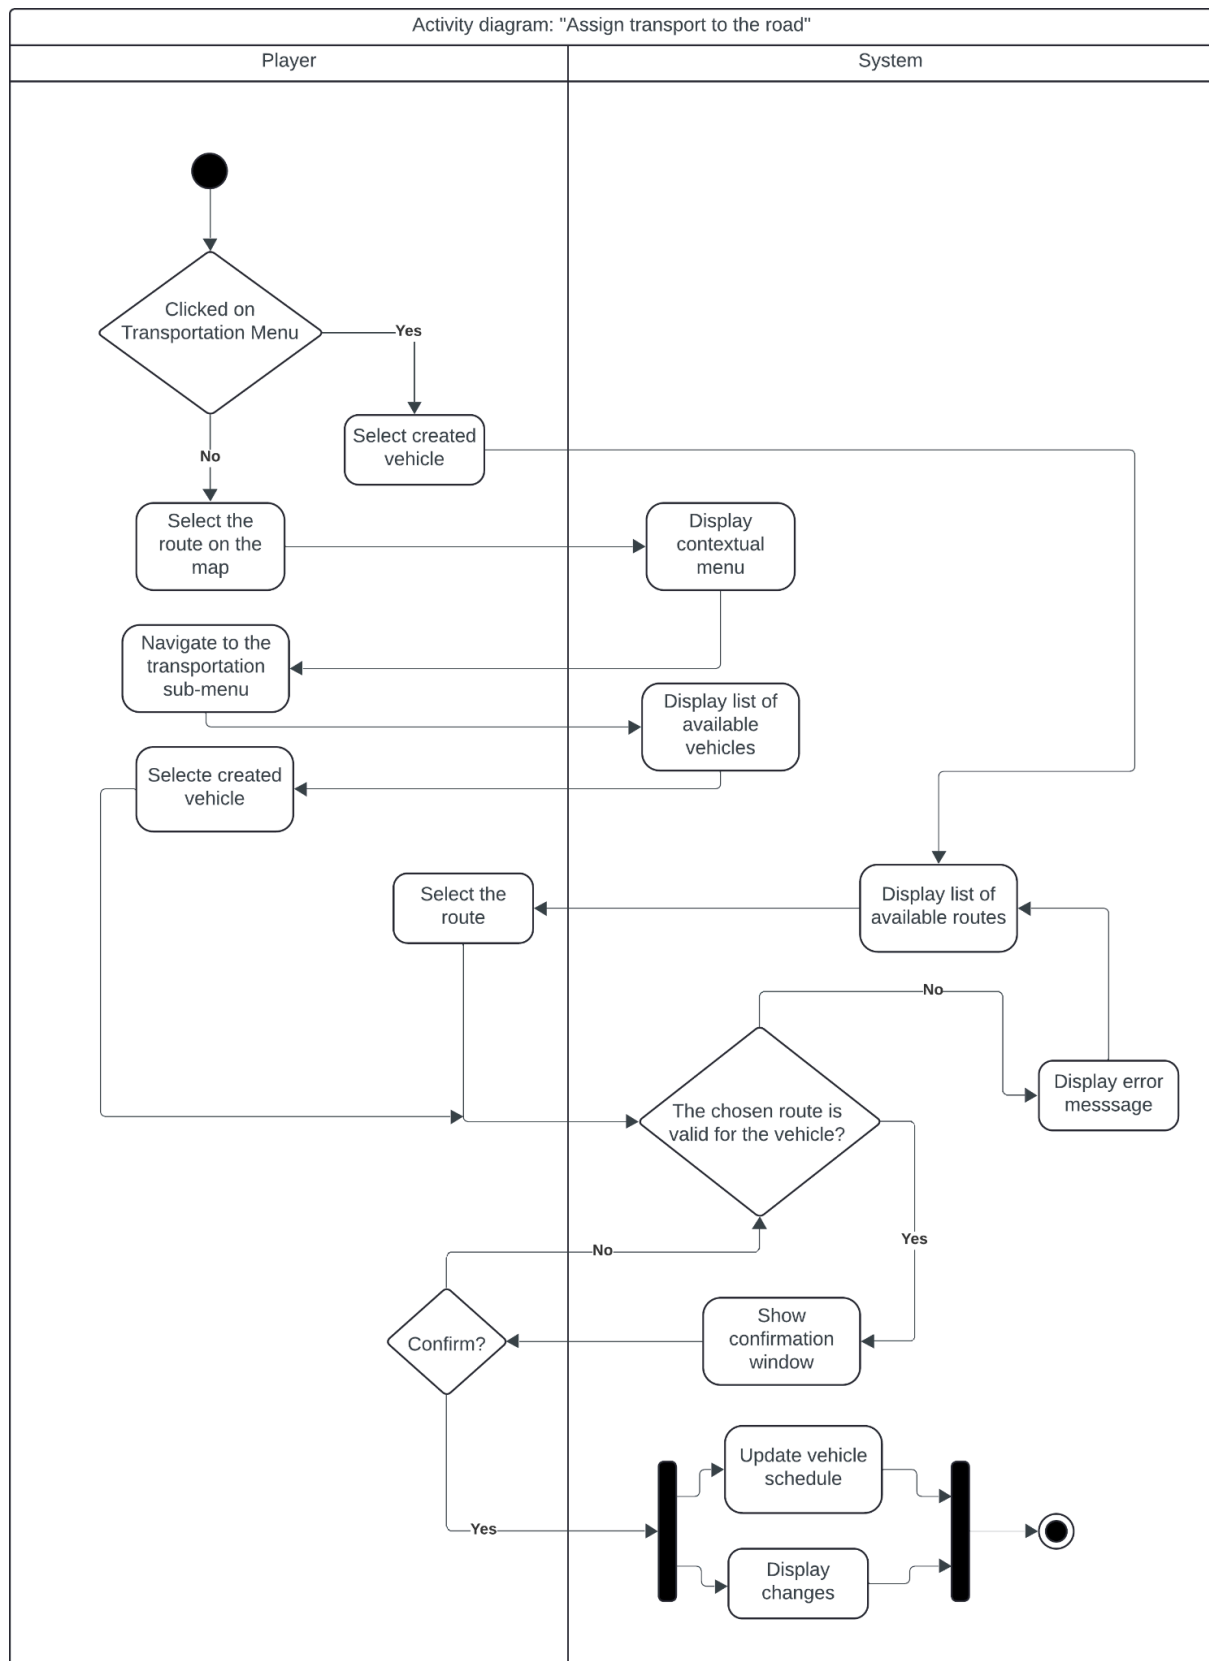 Activity diagram: "Assign transport to the road"
Player
System
Clicked on
Transportation Menu
Yes
Select created
vehicle
No
Select the
route on the
map
Display
contextual
menu
Navigate to the
transportation
sub-menu
Display list of
available
vehicles
Selecte created
vehicle
Select the
route
Display list of
available routes
No
Display error
messsage
The chosen route is
valid for the vehicle?
Yes
No
Show
confirmation
window
Confirm?
Update vehicle
schedule
Yes
Display
changes